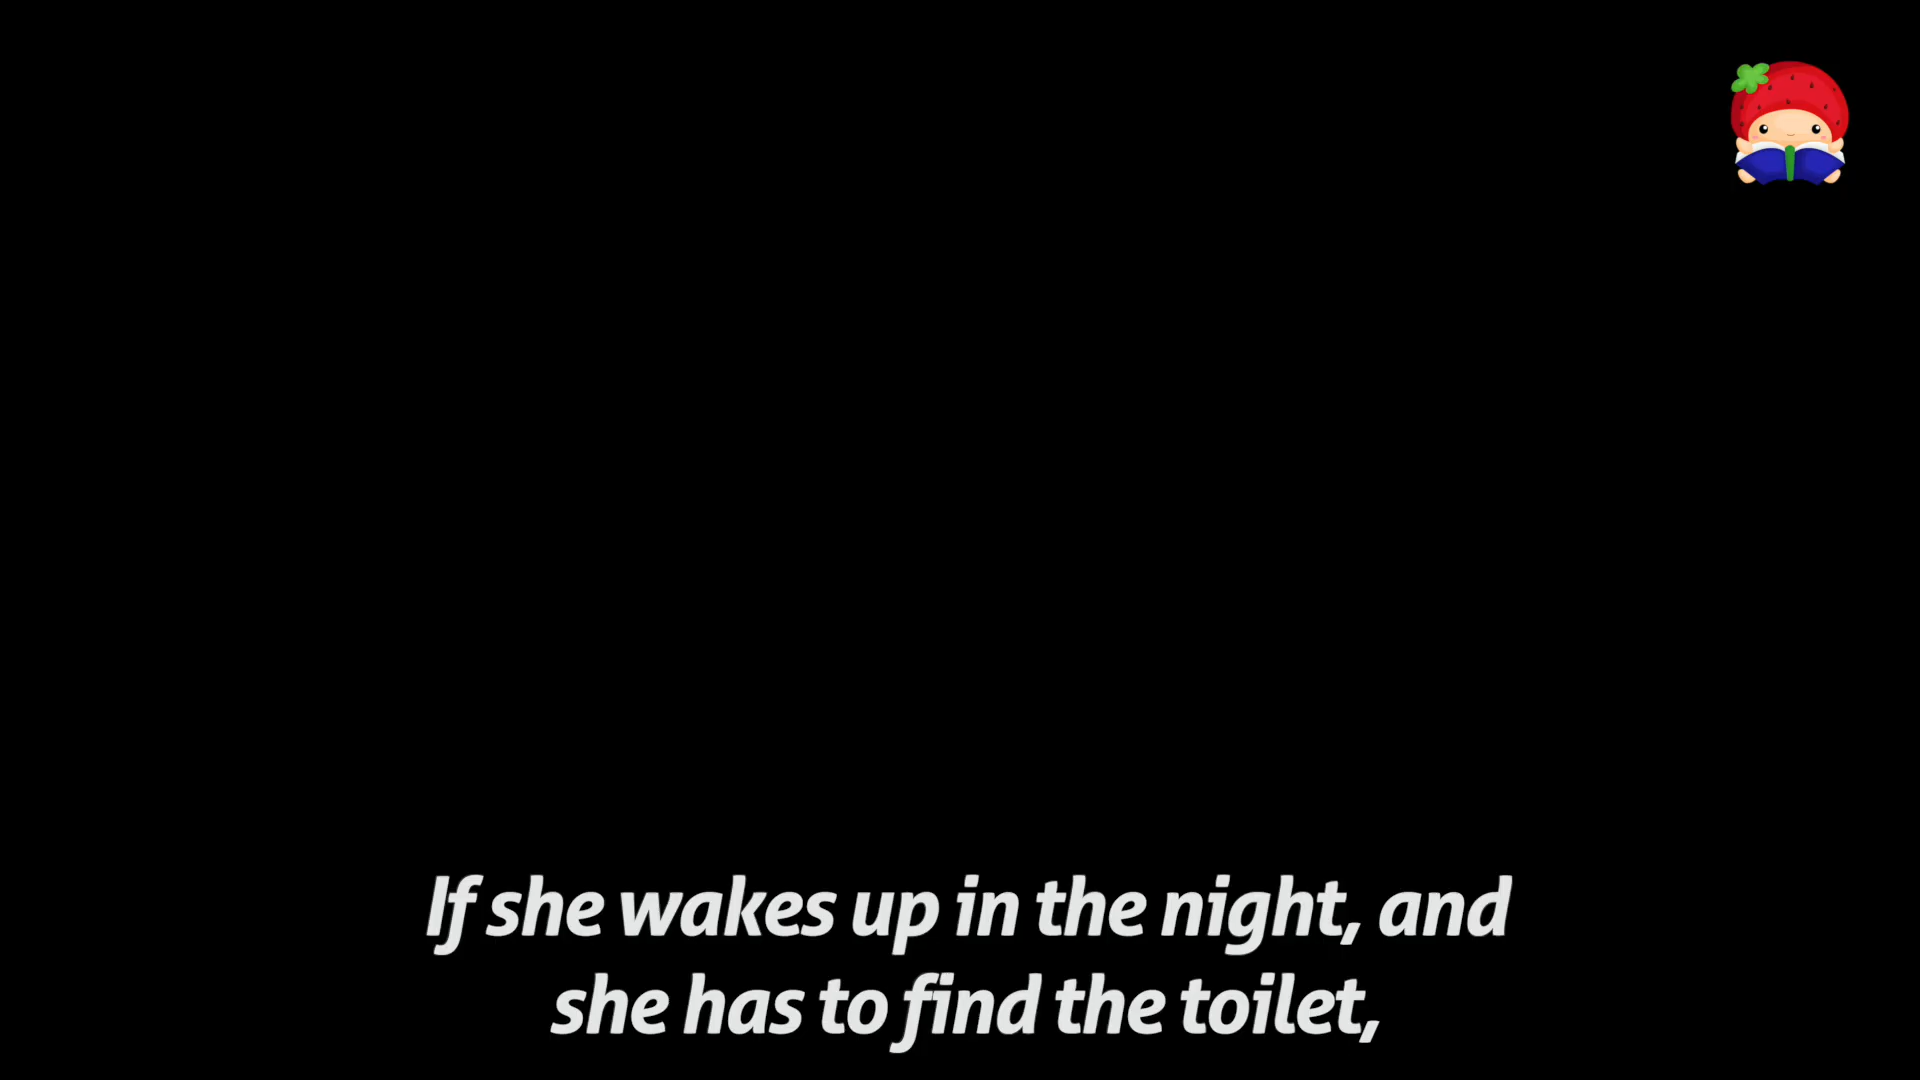 If she wakes up in the night, and
she has to find the toilet,